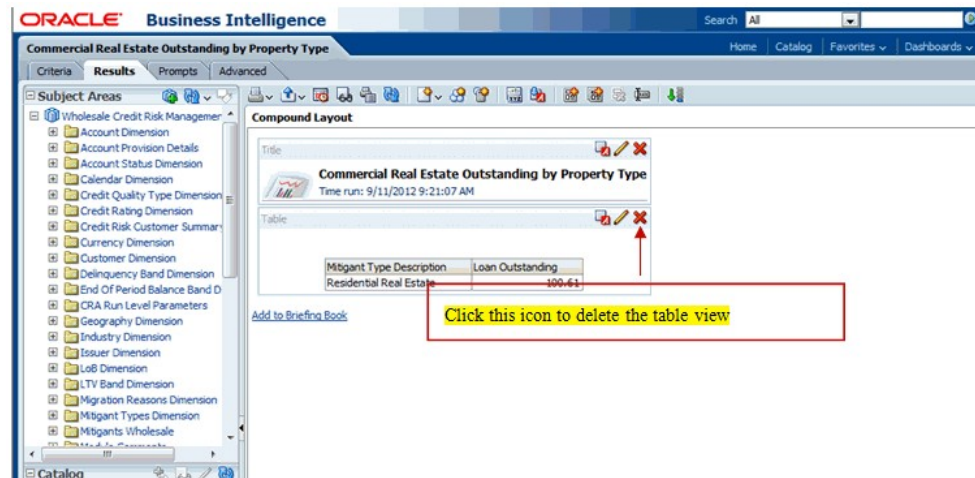 ORACLE Business Intelligence
Search All
Commercial Real Estate Outstanding by Property Type
Home Catalog Favorites Dashboards
Criteria Results Prompts Advanced
Subject Areas
Wholesale Credit Risk Managemer
Account Dimension
Account Provision Details
Account Status Dimension
Calendar Dimension
Credit Quality Type Dimension
Credit Rating Dimension
Credit Risk Customer Summar
Currency Dimension
Customer Dimension
Delinquency Band Dimension
End Of Period Balance Band D
CRA Run Level Parameters
Geography Dimension
Industry Dimension
Issuer Dimension
LoB Dimension
LTV Band Dimension
Migration Reasons Dimension
Mitigant Types Dimension
Mitigants Wholesale
Catalog
Compound Layout
Title
Commercial Real Estate Outstanding by Property Type
Time run: 9/11/2012 9:21:07 AM
Table
Mitigant Type Description Loan Outstanding
Residential Real Estate 100.61
Add to Briefing Book
Click this icon to delete the table view